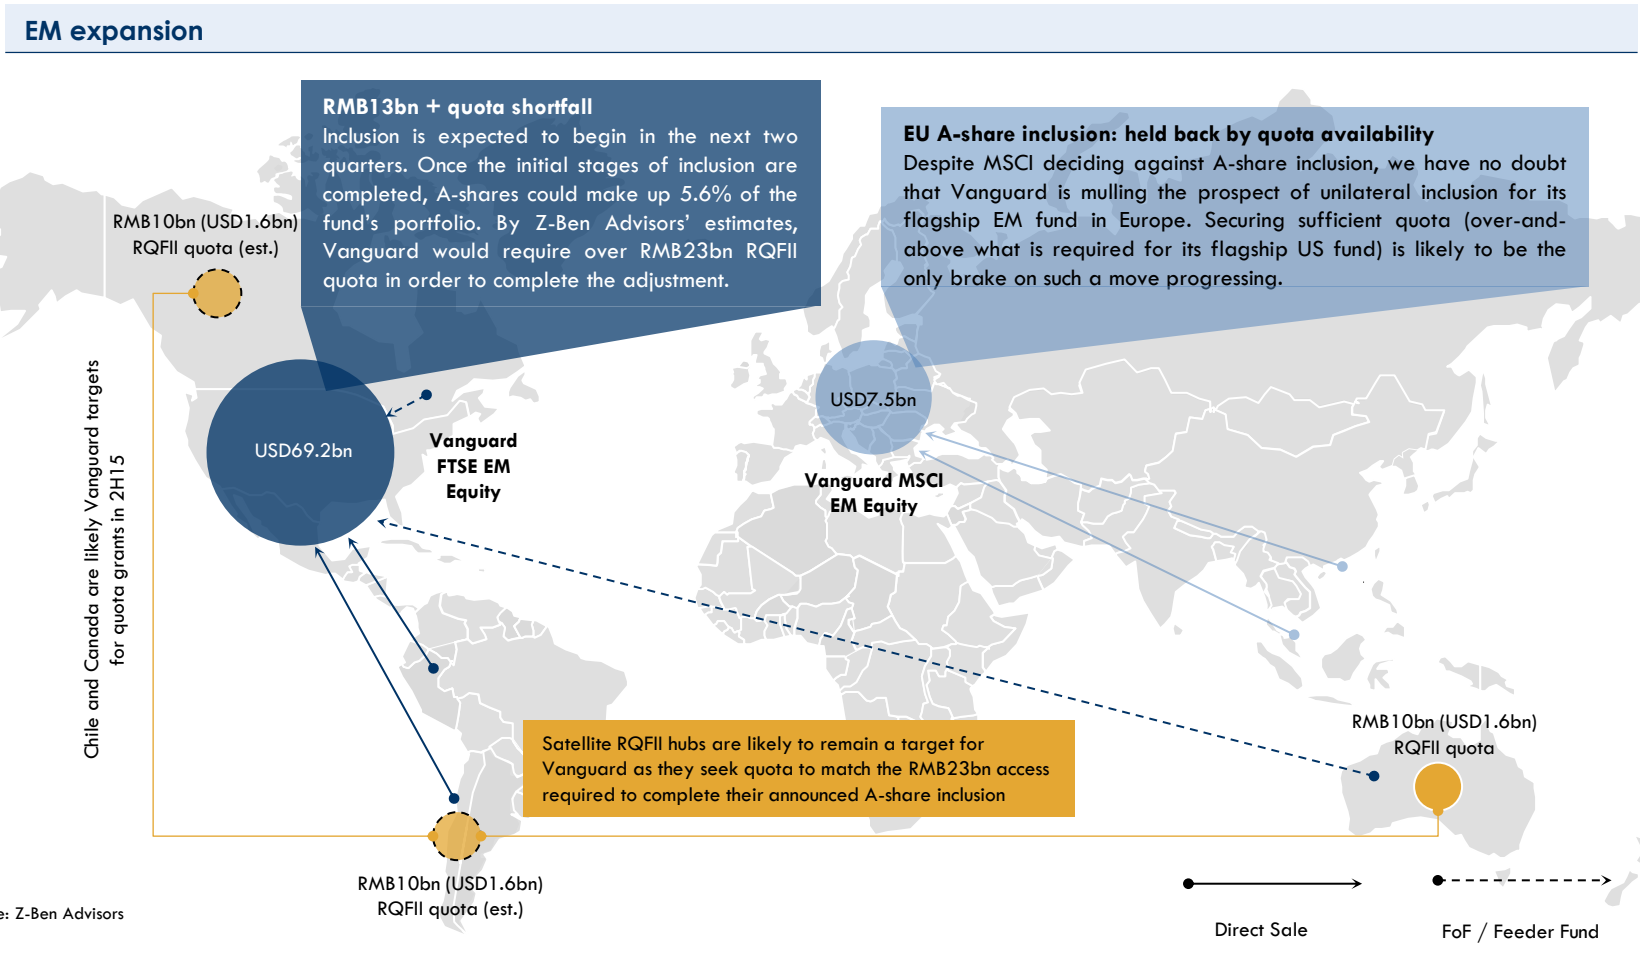 EM expansion
RMB13bn + quota shortfall
Inclusion is expected to begin in the next two
quarters. Once the initial stages of inclusion are
completed, A-shares could make up 5.6% of the
fund's portfolio. By Z-Ben Advisors' estimates,
Vanguard would require over RMB23bn RQFII
quota in order to complete the adjustment.
EU A-share inclusion: held back by quota availability
Despite MSCI deciding against A-share inclusion, we have no doubt
that Vanguard is mulling the prospect of unilateral inclusion for its
flagship EM fund in Europe. Securing sufficient quota (over-and-
above what is required for its flagship US fund) is likely to be the
only brake on such a move progressing.
RMB10bn (USD1.6bn)
RQFII quota (est.)
Chile and Canada are likely Vanguard targets
for quota grants in 2H15
USD69.2bn
Vanguard
FTSE EM
Equity
USD7.5bn
Vanguard MSCI
EM Equity
Satellite RQFII hubs are likely to remain a target for
Vanguard as they seek quota to match the RMB23bn access
required to complete their announced A-share inclusion
RMB10bn (USD1.6bn)
RQFII quota
RMB10bn (USD1.6bn)
RQFII quota (est.)
e: Z-Ben Advisors
Direct Sale
FoF / Feeder Fund